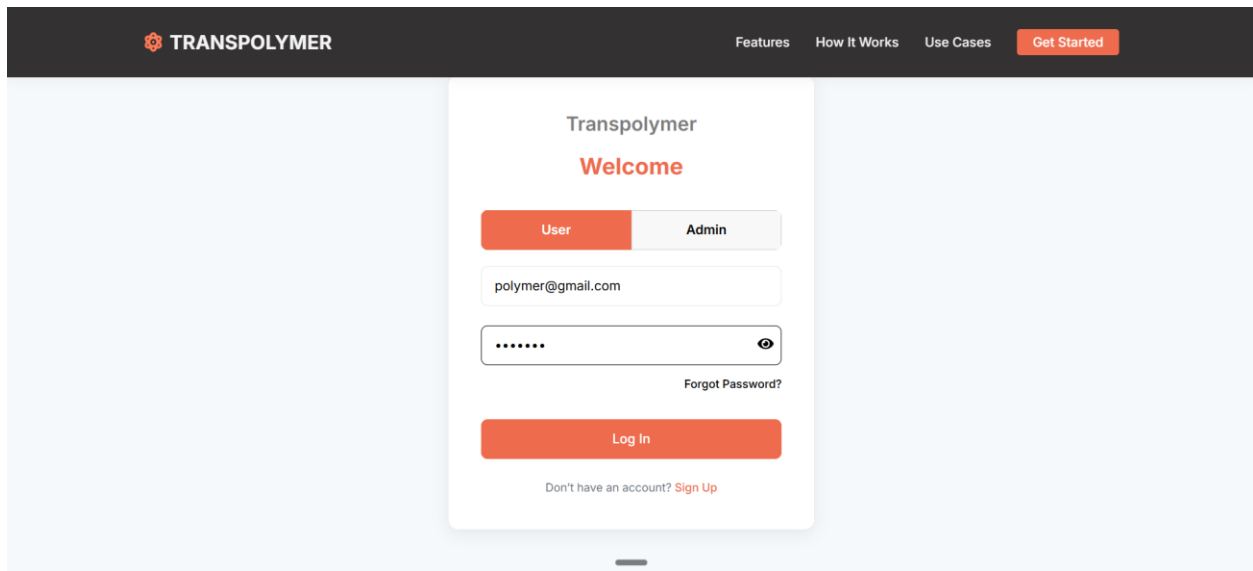 TRANSPOLYMER Features How It Works Use Cases Get Started
Transpolymer
Welcome
User Admin
polymer@gmail.com
•••••••
Forgot Password?
Log In
Don't have an account? Sign Up